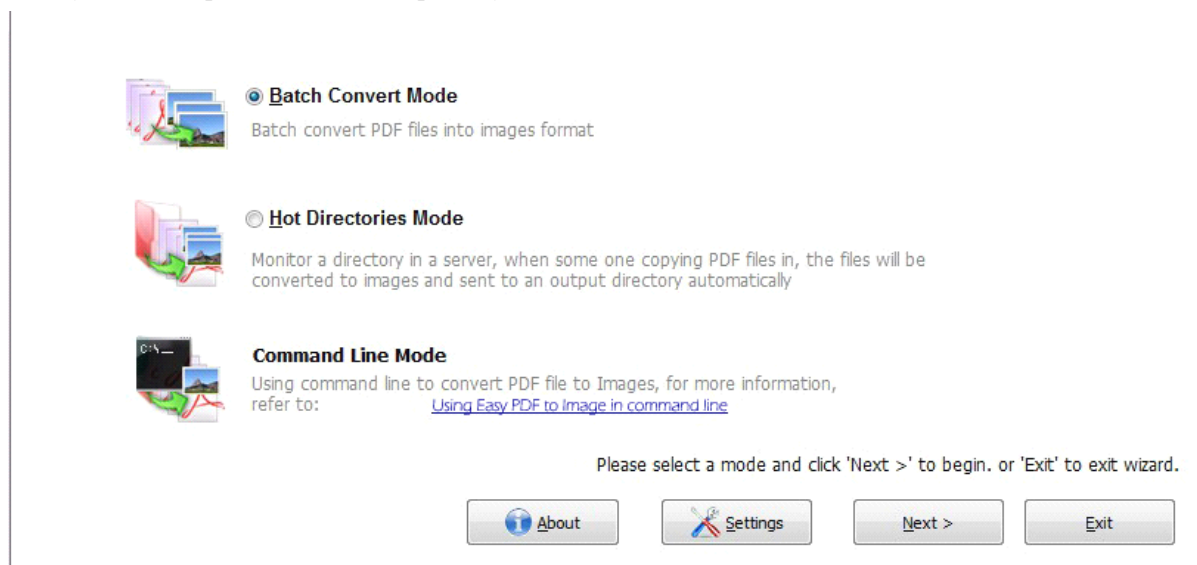 Batch Convert Mode
Batch convert PDF files into images format
Hot Directories Mode
Monitor a directory in a server, when some one copying PDF files in, the files will be
converted to images and sent to an output directory automatically
C:\
Command Line Mode
Using command line to convert PDF file to Images, for more information,
refer to: Using Easy PDF to Image in command line
Please select a mode and click 'Next >' to begin. or 'Exit' to exit wizard.
About Settings Next > Exit